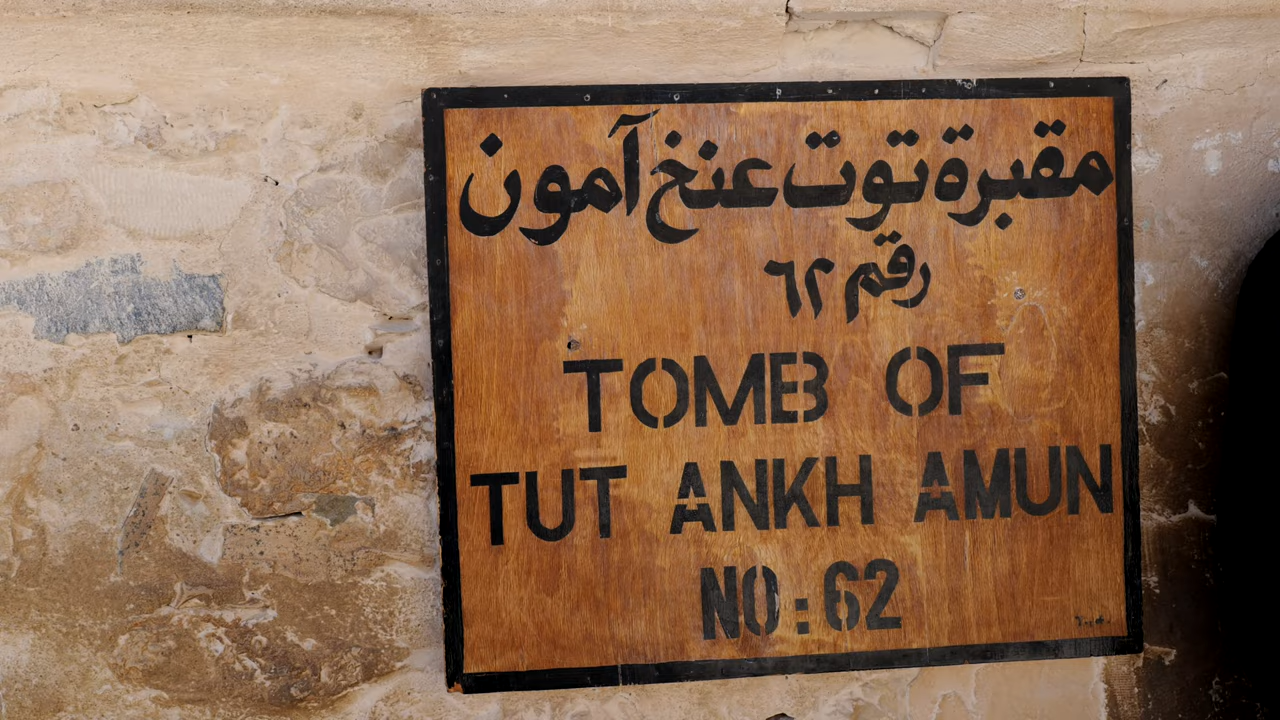 مقبرة توت عنخ آمون
رقم ٦٢
TOMB OF
TUT ANKH AMUN
NO: 62